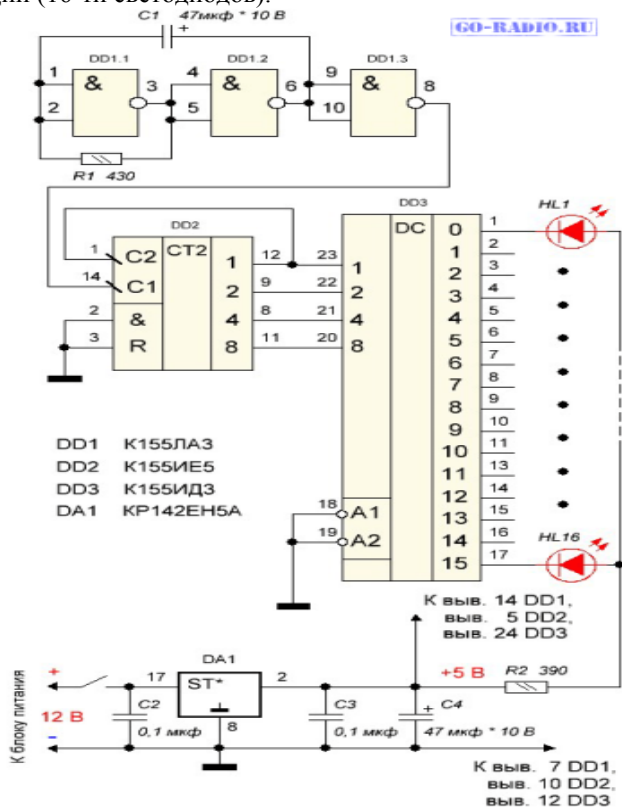 ции (10-ти светодиодов).
C1 47мкф * 10 В
GO-RADIO.RU
+
DD1.1 DD1.2 DD1.3
1 & 3 4 & 6 9 & 8
2 5 10
R1 430
DD3
HL1
DD2
DC 0 1
1 C2 CT2 1 12 23 1 1 2
14 C1 2 9 22 2 2 3
2 & 4 8 21 4 3 4
3 R 8 11 20 8 4 5
5 6
6 7
7 8
8 9
9 10
10 11
11 13
12 14
13 15
14 16
15 17
18 A1
19 A2
HL16
DD1 К155ЛА3
DD2 К155ИЕ5
DD3 К155ИД3
DA1 КР142ЕН5А
К выв. 14 DD1,
выв. 5 DD2,
выв. 24 DD3
DA1
+ 17 ST* 2 +5 В R2 390
К блоку питания
12 В
C2 8 C3 + C4
0,1 мкф 0,1 мкф 47 мкф * 10В
–
К выв. 7 DD1,
выв. 10 DD2,
выв. 12 DD3